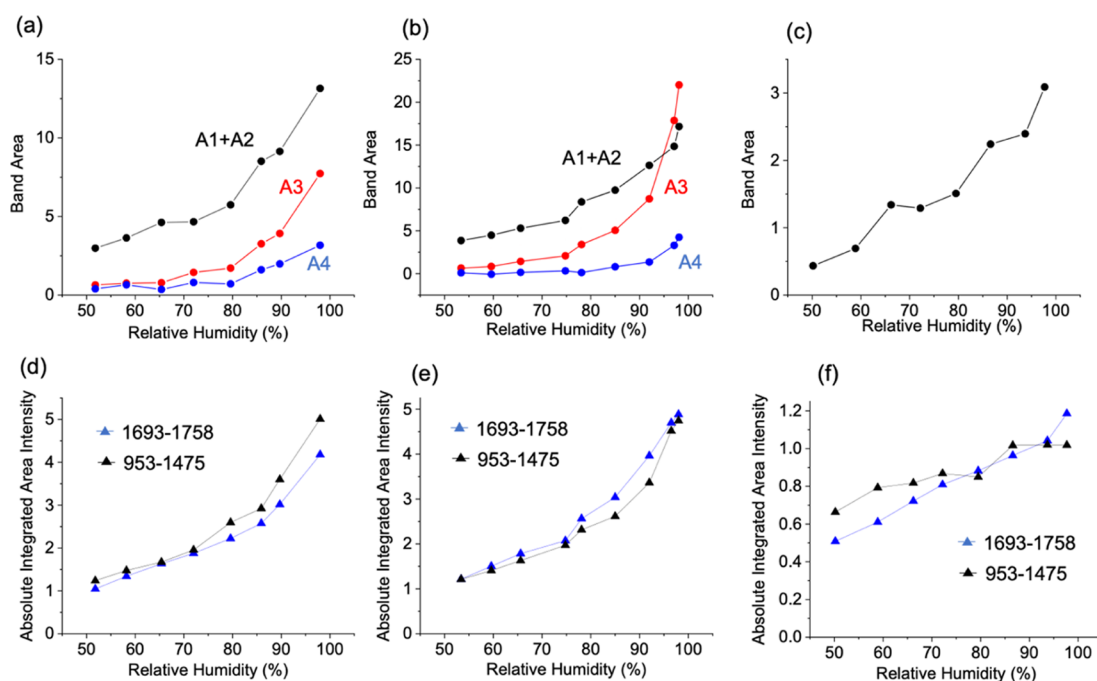 (a)
15
10
5
0
Band Area
A1+A2
A3
A4
50 60 70 80 90 100
Relative Humidity (%)
(b)
25
20
15
10
5
0
Band Area
A1+A2
A3
A4
50 60 70 80 90 100
Relative Humidity (%)
(c)
3
2
1
0
Band Area
50 60 70 80 90 100
Relative Humidity (%)
(d)
5
4
3
2
1
0
Absolute Integrated Area Intensity
1693-1758
953-1475
50 60 70 80 90 100
Relative Humidity (%)
(e)
5
4
3
2
1
0
Absolute Integrated Area Intensity
1693-1758
953-1475
50 60 70 80 90 100
Relative Humidity (%)
(f)
1.2
1.0
0.8
0.6
0.4
0.2
0.0
Absolute Integrated Area Intensity
1693-1758
953-1475
50 60 70 80 90 100
Relative Humidity (%)